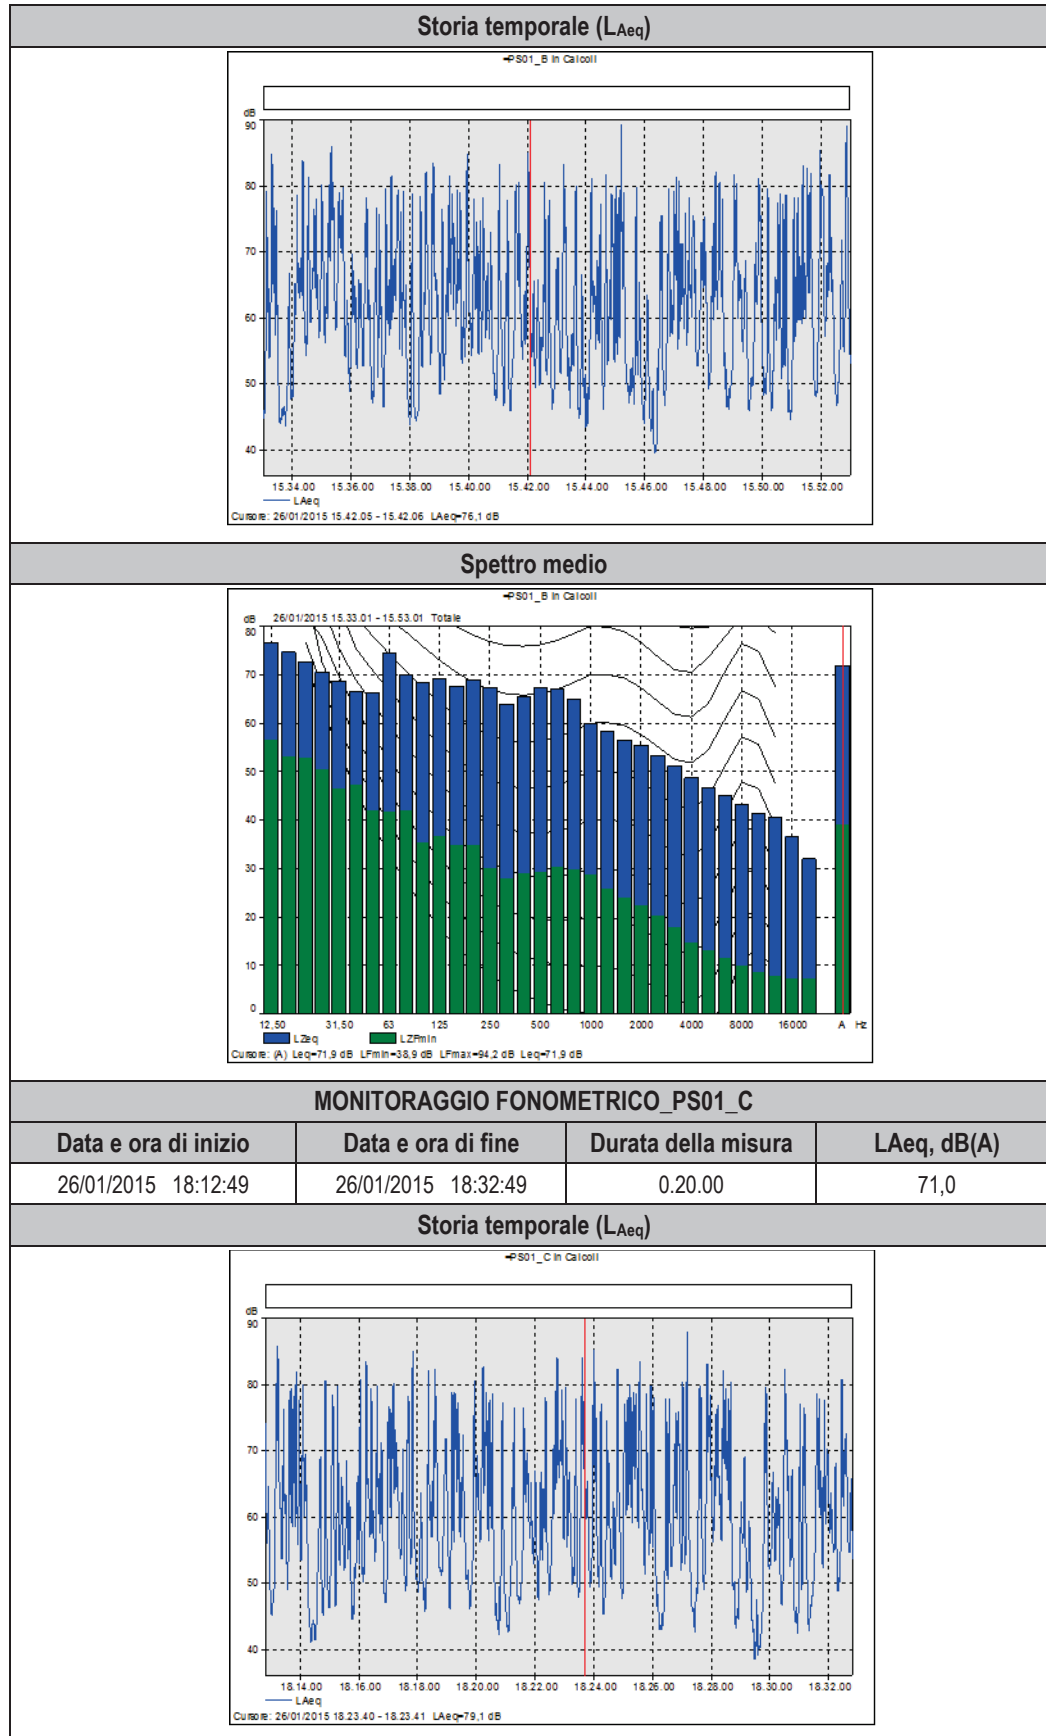 Storia temporale (LAeq)
PS01_B in Calcoli
dB
90
80
70
60
50
40
15.34.00 15.36.00 15.38.00 15.40.00 15.42.00 15.44.00 15.46.00 15.48.00 15.50.00 15.52.00
LAeq
Cursore: 26/01/2015 15.42.05 - 15.42.06 LAeq=76,1 dB
Spettro medio
PS01_B in Calcoli
dB 26/01/2015 15.33.01 - 15.53.01 Totale
80
70
60
50
40
30
20
10
0
12,50 31,50 63 125 250 500 1000 2000 4000 8000 16000 A Hz
LZeq LZFmin
Cursore: (A) Leq=71,9 dB LFmin=38,9 dB LFmax=94,2 dB Leq=71,9 dB
MONITORAGGIO FONOMETRICO_PS01_C
Data e ora di inizio Data e ora di fine Durata della misura LAeq, dB(A)
26/01/2015 18:12:49 26/01/2015 18:32:49 0.20.00 71,0
Storia temporale (LAeq)
PS01_C in Calcoli
dB
90
80
70
60
50
40
18.14.00 18.16.00 18.18.00 18.20.00 18.22.00 18.24.00 18.26.00 18.28.00 18.30.00 18.32.00
LAeq
Cursore: 26/01/2015 18.23.40 - 18.23.41 LAeq=79,1 dB